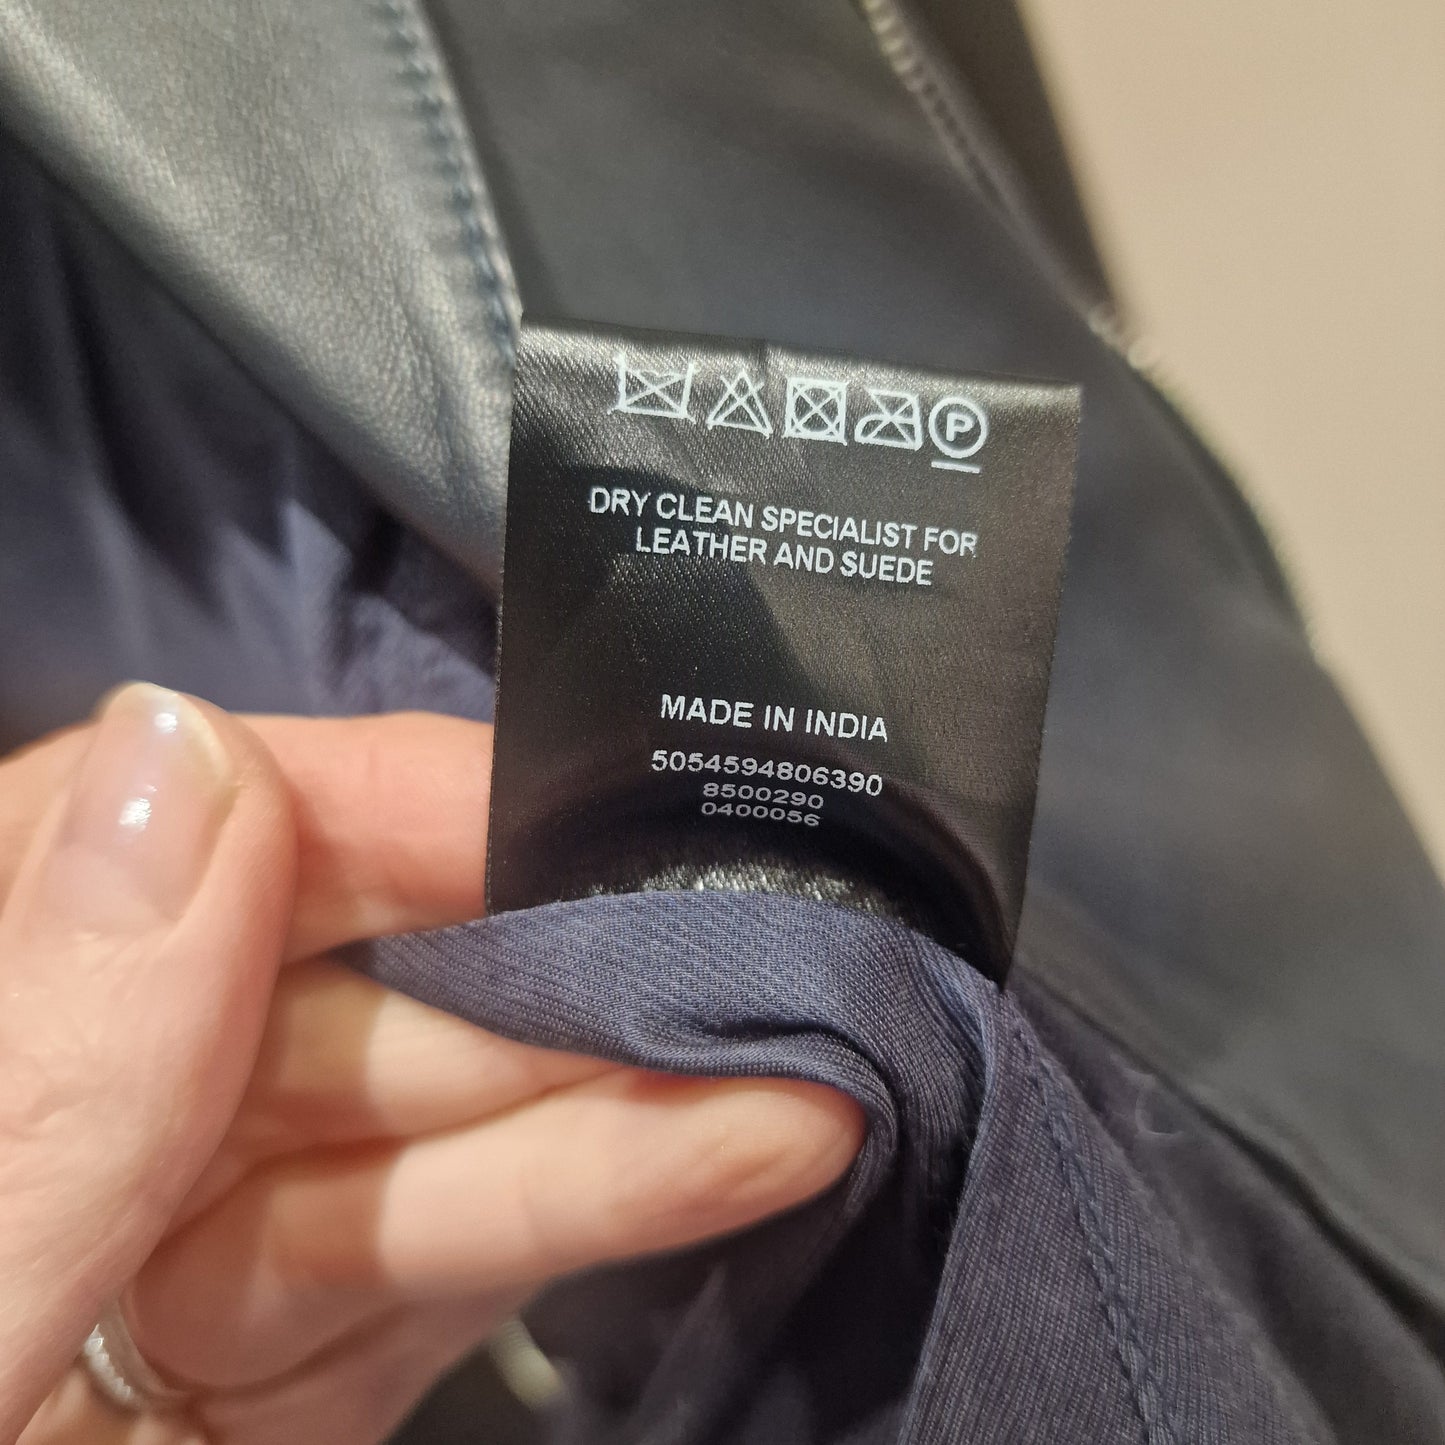 P
DRY CLEAN SPECIALIST FOR
LEATHER AND SUEDE
MADE IN INDIA
5054594806390
8500290
0400056